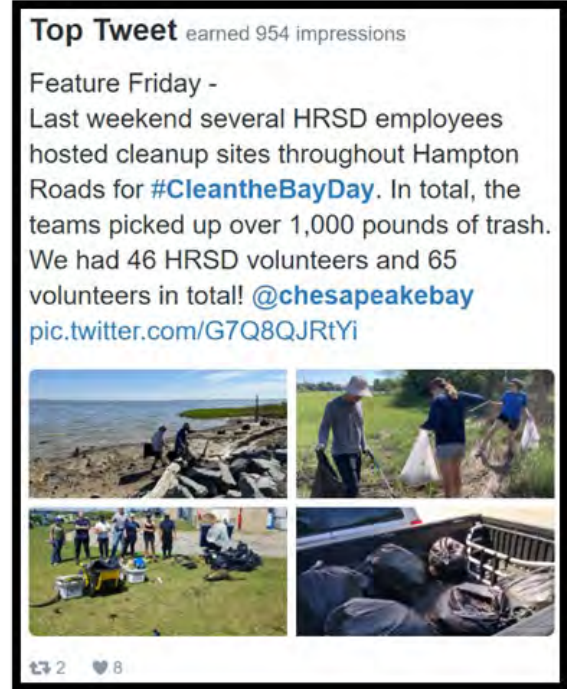 Top Tweet earned 954 impressions
Feature Friday -
Last weekend several HRSD employees
hosted cleanup sites throughout Hampton
Roads for #CleantheBayDay. In total, the
teams picked up over 1,000 pounds of trash.
We had 46 HRSD volunteers and 65
volunteers in total! @chesapeakebay
pic.twitter.com/G7Q8QJRtYi
2 8